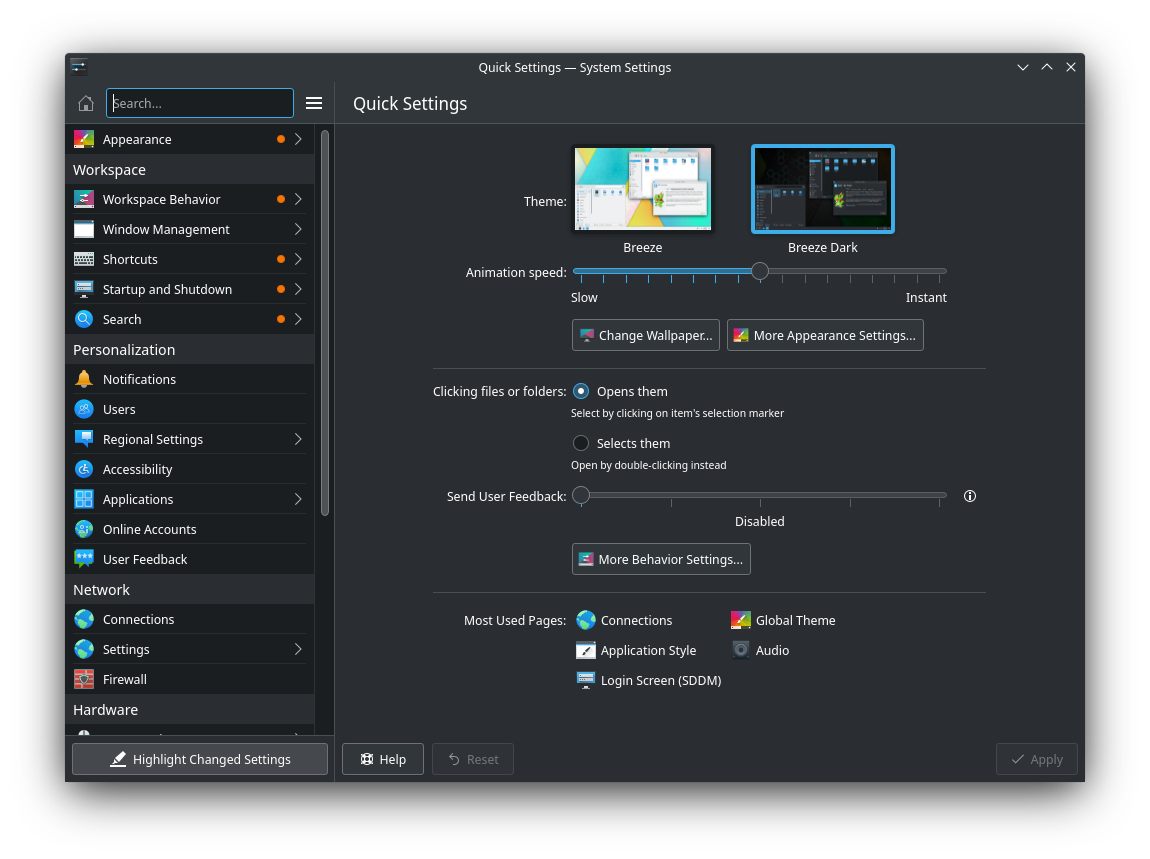 Quick Settings — System Settings
Search...
Quick Settings
Appearance
Workspace
Workspace Behavior
Window Management
Shortcuts
Startup and Shutdown
Search
Personalization
Notifications
Users
Regional Settings
Accessibility
Applications
Online Accounts
User Feedback
Network
Connections
Settings
Firewall
Hardware
Highlight Changed Settings
Theme:
Breeze
Breeze Dark
Animation speed:
Slow
Instant
Change Wallpaper...
More Appearance Settings...
Clicking files or folders:
Opens them
Select by clicking on item's selection marker
Selects them
Open by double-clicking instead
Send User Feedback:
Disabled
More Behavior Settings...
Most Used Pages:
Connections
Global Theme
Application Style
Audio
Login Screen (SDDM)
Help
Reset
Apply